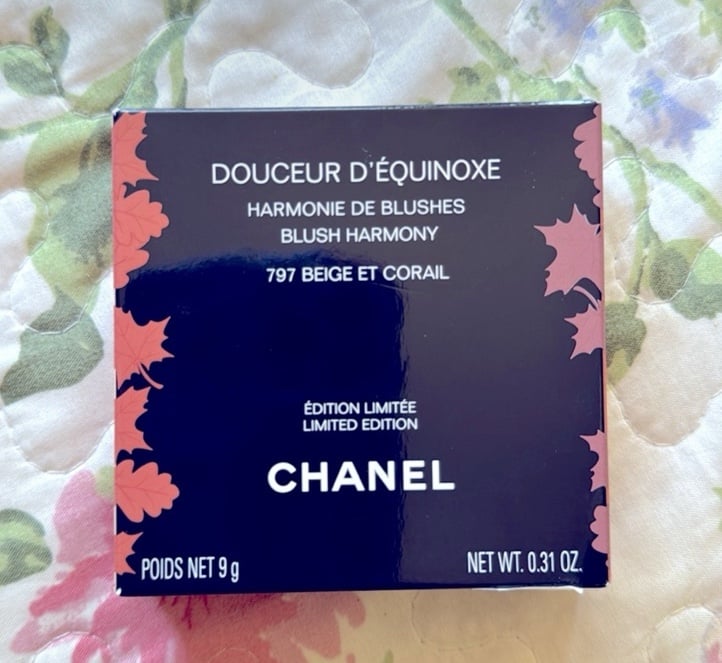 DOUCEUR D'ÉQUINOXE
HARMONIE DE BLUSHES
BLUSH HARMONY
797 BEIGE ET CORAIL
ÉDITION LIMITÉE
LIMITED EDITION
CHANEL
POIDS NET 9 g NET WT. 0.31 OZ.